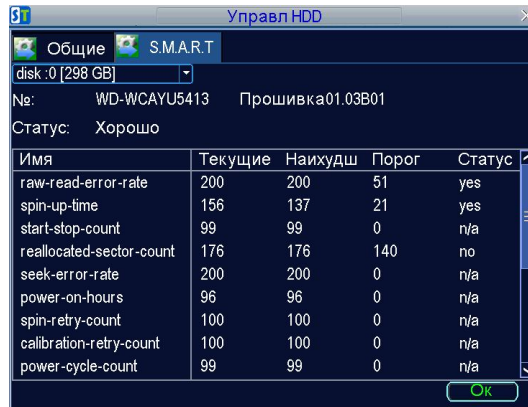 ST Управл HDD
Общие S.M.A.R.T
disk :0 [298 GB]
№: WD-WCAYU5413 Прошивка01.03B01
Статус: Хорошо
Имя Текущие Наихудш Порог Статус
raw-read-error-rate 200 200 51 yes
spin-up-time 156 137 21 yes
start-stop-count 99 99 0 n/a
reallocated-sector-count 176 176 140 no
seek-error-rate 200 200 0 n/a
power-on-hours 96 96 0 n/a
spin-retry-count 100 100 0 n/a
calibration-retry-count 100 100 0 n/a
power-cycle-count 99 99 0 n/a
Ок